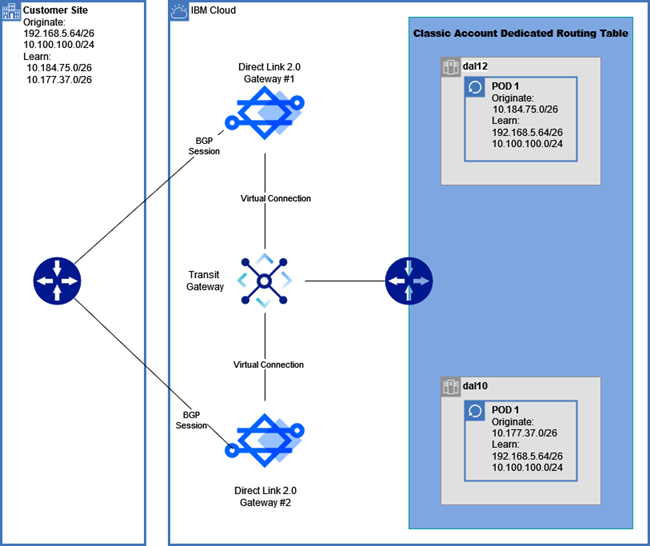 Customer Site
Originate:
192.168.5.64/26
10.100.100.0/24
Learn:
10.184.75.0/26
10.177.37.0/26
IBM Cloud
Direct Link 2.0
Gateway #1
BGP
Session
Virtual Connection
Transit
Gateway
Virtual Connection
BGP
Session
Direct Link 2.0
Gateway #2
Classic Account Dedicated Routing Table
dal12
POD 1
Originate:
10.184.75.0/26
Learn:
192.168.5.64/26
10.100.100.0/24
dal10
POD 1
Originate:
10.177.37.0/26
Learn:
192.168.5.64/26
10.100.100.0/24